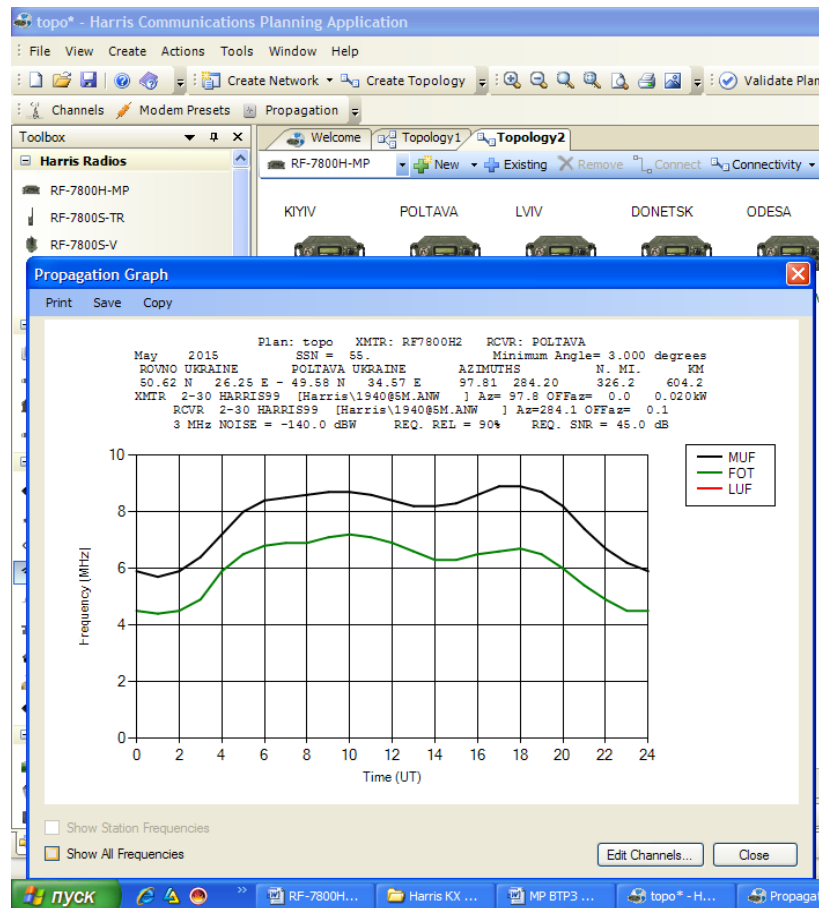 topo* - Harris Communications Planning Application
File View Create Actions Tools Window Help
Create Network Create Topology Validate Plan
Channels Modem Presets Propagation
Toolbox
Welcome Topology1 Topology2
Harris Radios
RF-7800H-MP New Existing Remove Connect Connectivity
RF-7800H-MP
RF-7800S-TR
RF-7800S-V
KIYIV POLTAVA LVIV DONETSK ODESA
Propagation Graph
Print Save Copy
Plan: topo XMTR: RF7800H2 RCVR: POLTAVA
May 2015 SSN = 55. Minimum Angle= 3.000 degrees
ROVNO UKRAINE POLTAVA UKRAINE AZIMUTHS N. MI. KM
50.62 N 26.25 E - 49.58 N 34.57 E 97.81 284.20 326.2 604.2
XMTR 2-30 HARRIS99 [Harris\1940@5M.ANW ] Az= 97.8 OFFaz= 0.0 0.020kW
RCVR 2-30 HARRIS99 [Harris\1940@5M.ANW ] Az=284.1 OFFaz= 0.1
3 MHz NOISE = -140.0 dBW REQ. REL = 90% REQ. SNR = 45.0 dB
MUF
FOT
LUF
Frequency [MHz]
10
8
6
4
2
0
0 2 4 6 8 10 12 14 16 18 20 22 24
Time (UT)
Show Station Frequencies
Show All Frequencies
Edit Channels... Close
пуск
RF-7800H... Harris KX ... MP ВТРЗ ... topo* - H... Propagat